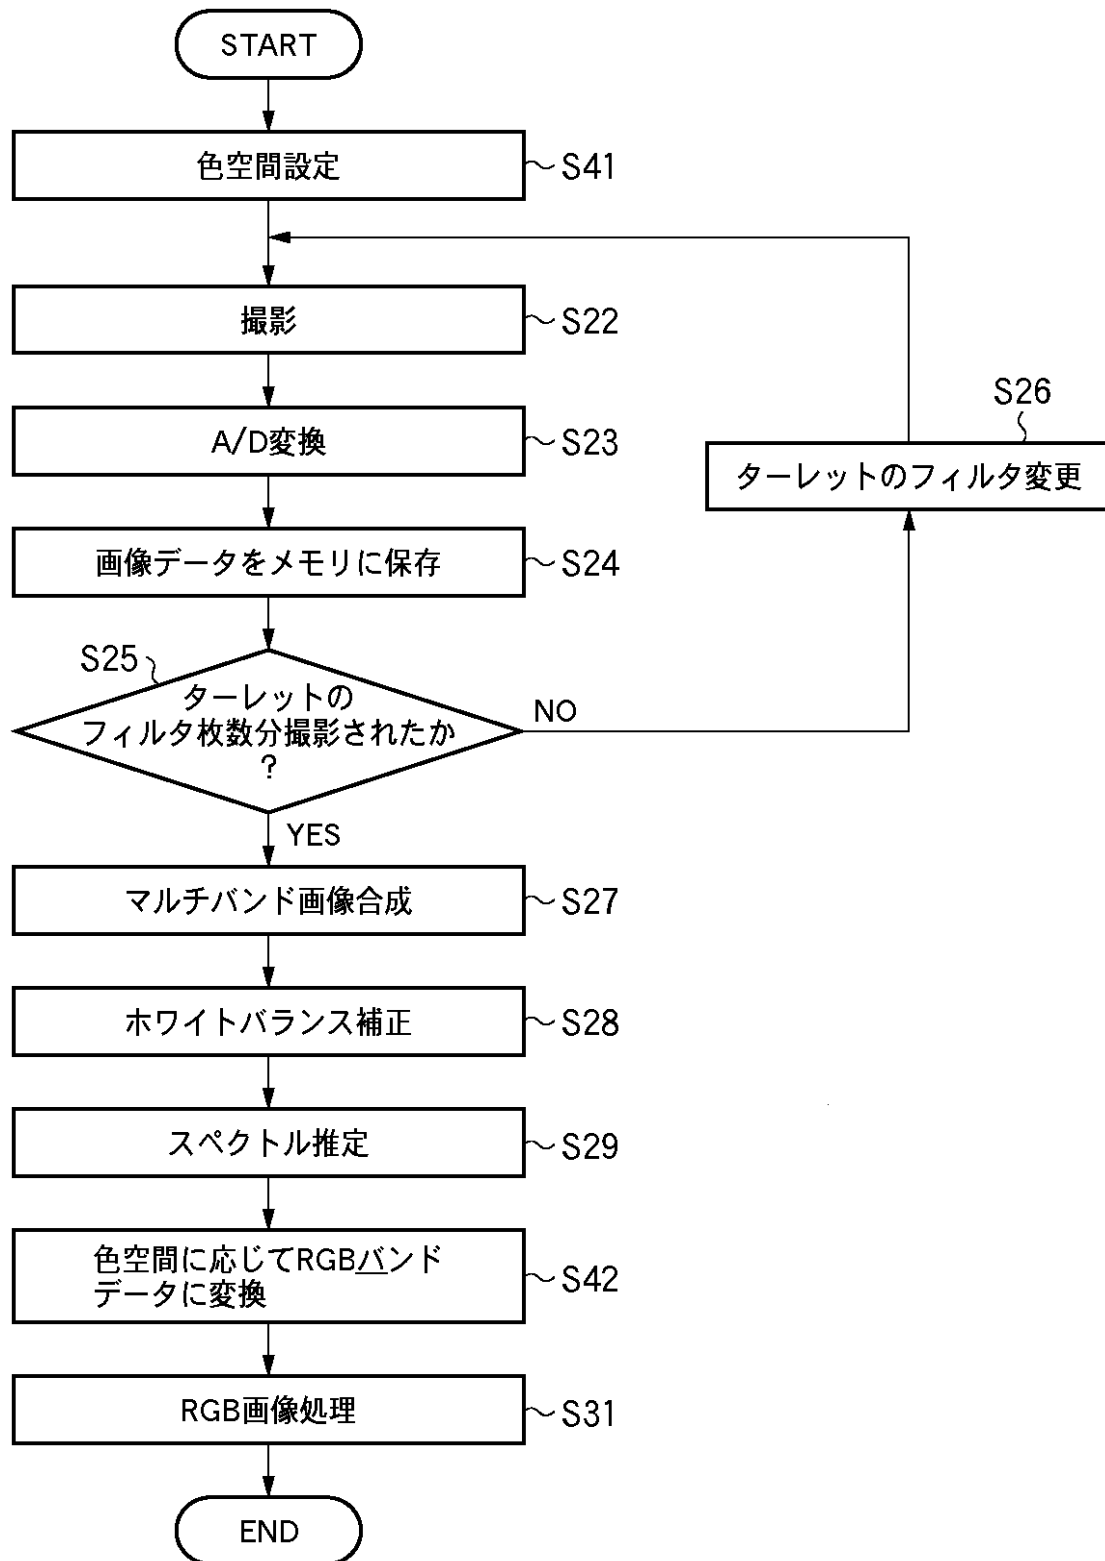 START
色空間設定
S41
撮影
S22
A/D変換
S23
S26
ターレットのフィルタ変更
画像データをメモリに保存
S24
S25
ターレットの
フィルタ枚数分撮影されたか
?
NO
YES
マルチバンド画像合成
S27
ホワイトバランス補正
S28
スペクトル推定
S29
色空間に応じてRGBバンド
データに変換
S42
RGB画像処理
S31
END